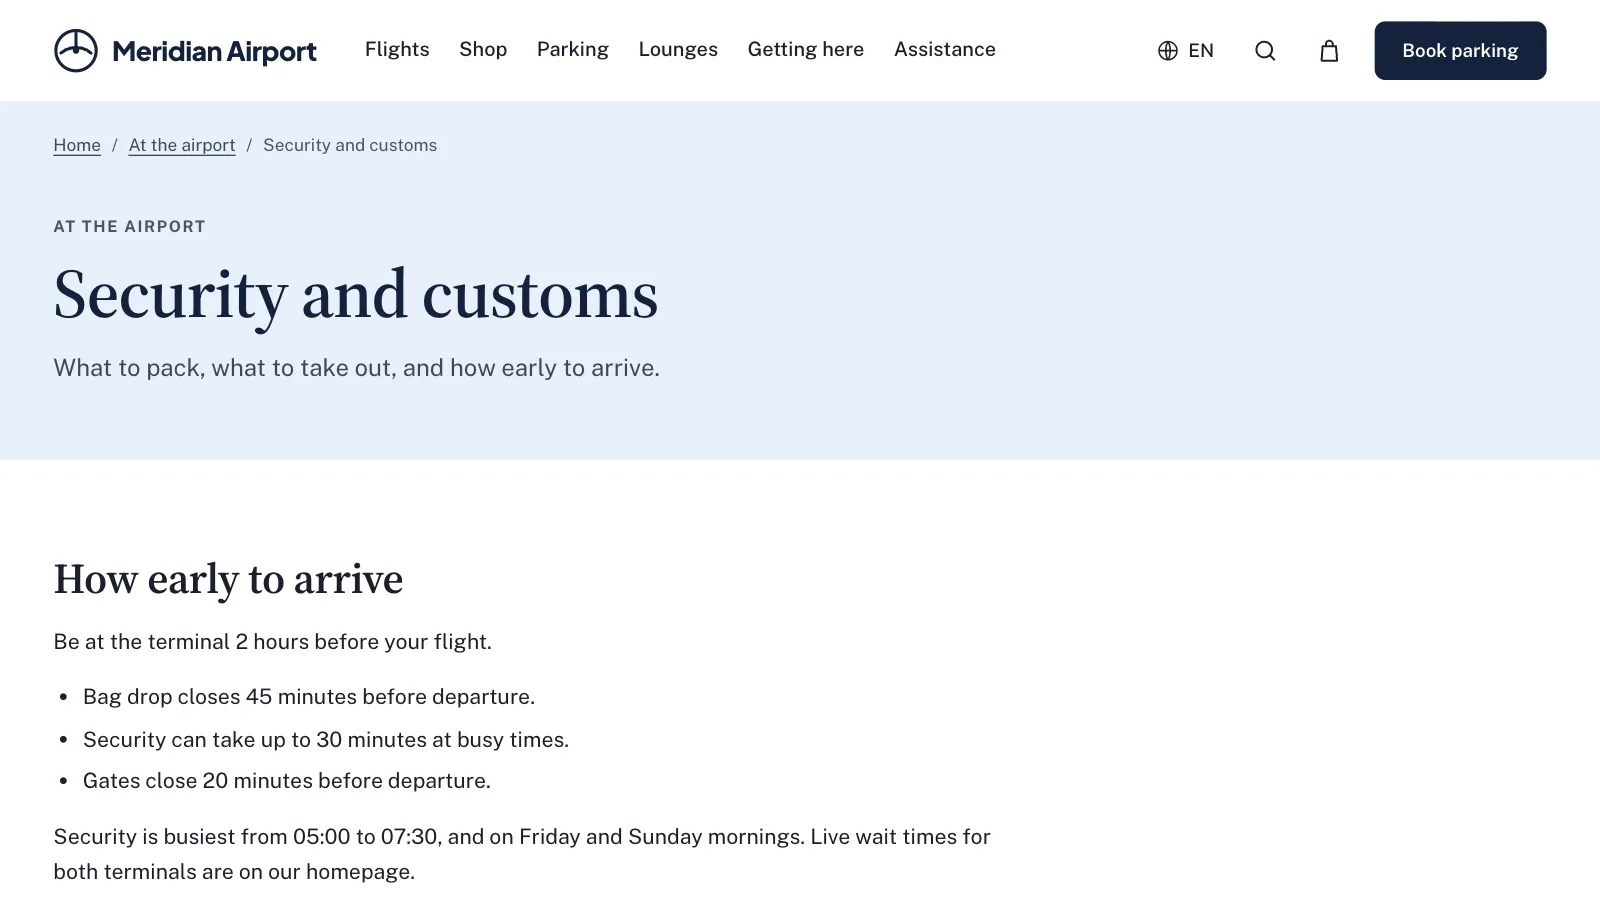 Meridian Airport
Flights Shop Parking Lounges Getting here Assistance
EN
Book parking
Home / At the airport / Security and customs
AT THE AIRPORT
Security and customs
What to pack, what to take out, and how early to arrive.
How early to arrive
Be at the terminal 2 hours before your flight.
• Bag drop closes 45 minutes before departure.
• Security can take up to 30 minutes at busy times.
• Gates close 20 minutes before departure.
Security is busiest from 05:00 to 07:30, and on Friday and Sunday mornings. Live wait times for
both terminals are on our homepage.